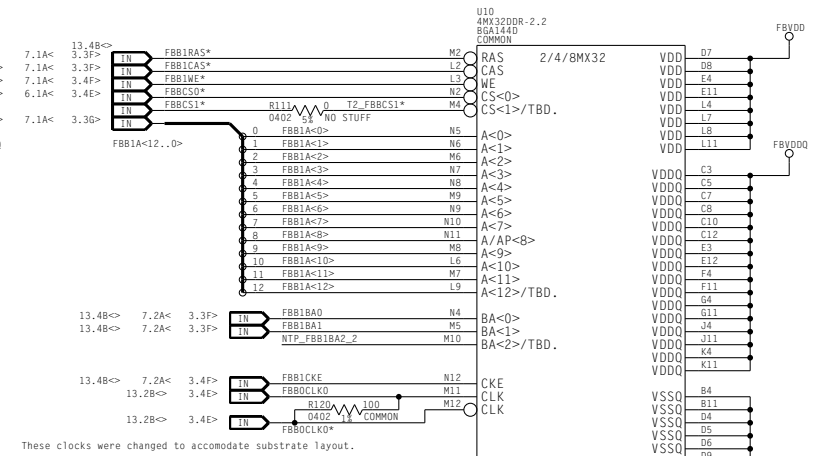 U10
4MX32DDR-2.2
BGA144D
COMMON
FBVDD
13.4B<>
7.1A< 3.3F> IN FBB1RAS* M2 RAS 2/4/8MX32 VDD D7
7.1A< 3.3F> IN FBB1CAS* L2 CAS VDD D8
7.1A< 3.4F> IN FBB1WE* L3 WE VDD E4
6.1A< 3.4E> IN FBBCS0* N2 CS<0> VDD E11
IN FBBCS1* R111 0 T2_FBBCS1* M4 CS<1>/TBD. VDD L4
0402 5% NO STUFF
7.1A< 3.3G> IN VDD L7
FBB1A<12..0>
0 FBB1A<0> N5 A<0> VDD L8
1 FBB1A<1> N6 A<1> VDD L11
FBVDDQ
2 FBB1A<2> M6 A<2>
3 FBB1A<3> N7 A<3> VDDQ C3
4 FBB1A<4> N8 A<4> VDDQ C5
5 FBB1A<5> M9 A<5> VDDQ C7
6 FBB1A<6> N9 A<6> VDDQ C8
7 FBB1A<7> N10 A<7> VDDQ C10
8 FBB1A<8> N11 A/AP<8> VDDQ C12
9 FBB1A<9> M8 A<9> VDDQ E3
10 FBB1A<10> L6 A<10> VDDQ E12
11 FBB1A<11> M7 A<11> VDDQ F4
12 FBB1A<12> L9 A<12>/TBD. VDDQ F11
VDDQ G4
13.4B<> 7.2A< 3.3F> IN FBB1BA0 N4 BA<0> VDDQ G11
13.4B<> 7.2A< 3.3F> IN FBB1BA1 M5 BA<1> VDDQ J4
NTP_FBB1BA2_2 M10 BA<2>/TBD. VDDQ J11
VDDQ K4
VDDQ K11
13.4B<> 7.2A< 3.4F> IN FBB1CKE N12 CKE
13.2B<> 3.4E> IN FBB0CLK0 M11 CLK VSSQ B4
R120 100 M12 CLK VSSQ B11
0402 1% COMMON
13.2B<> 3.4E> IN VSSQ D4
FBB0CLK0* VSSQ D5
These clocks were changed to accomodate substrate layout. VSSQ D6
D9